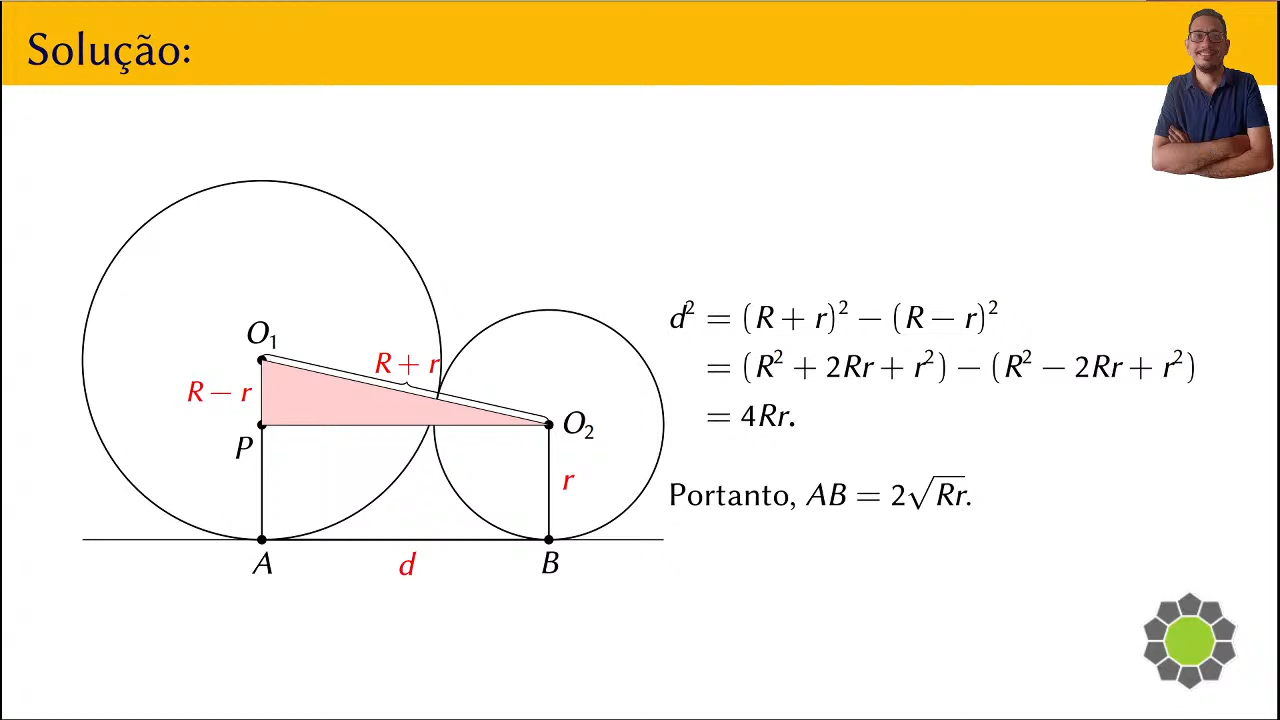 Solução:
O₁
R + r
R − r
O₂
P
r
A
d
B
d² = (R + r)² − (R − r)²
= (R² + 2Rr + r²) − (R² − 2Rr + r²)
= 4Rr.
Portanto, AB = 2√Rr.